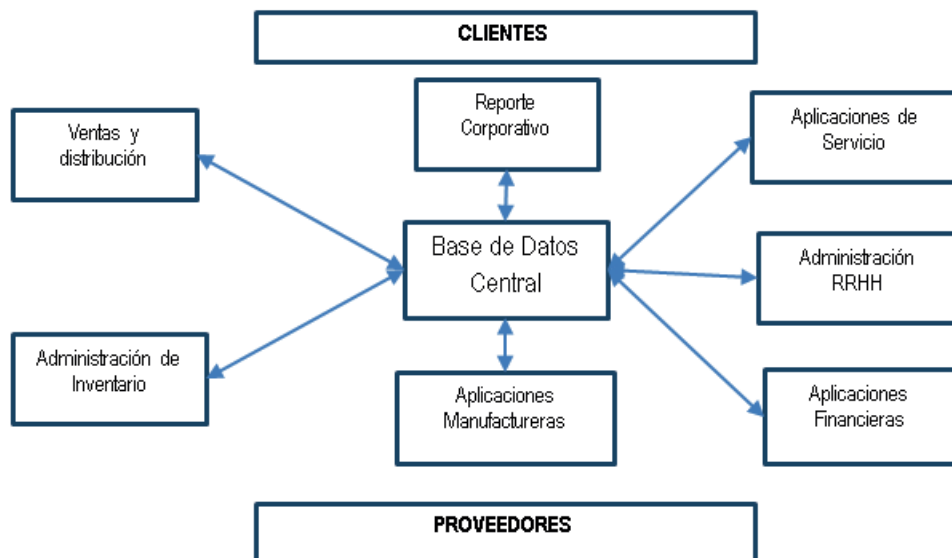 CLIENTES
Reporte
Corporativo
Ventas y
distribución
Aplicaciones de
Servicio
Base de Datos
Central
Administración
RRHH
Administración de
Inventario
Aplicaciones
Manufactureras
Aplicaciones
Financieras
PROVEEDORES